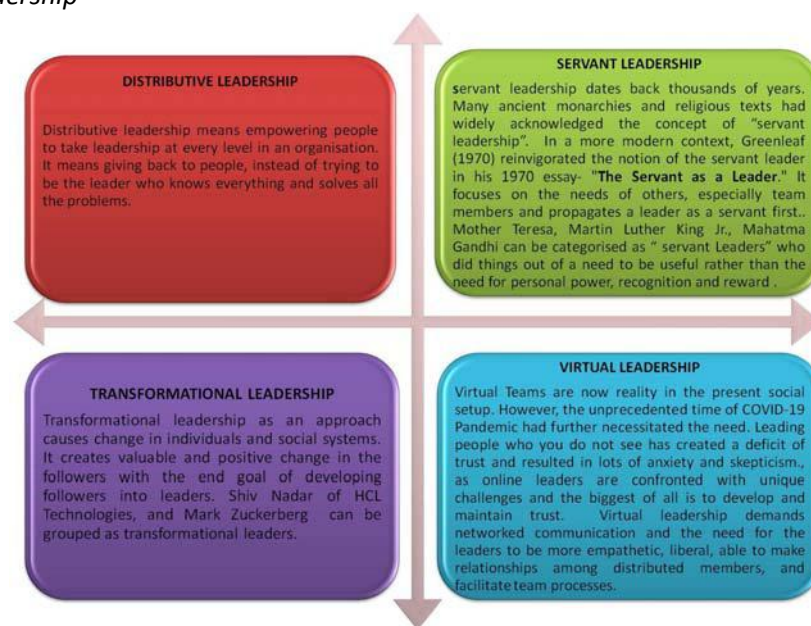 ership
DISTRIBUTIVE LEADERSHIP
Distributive leadership means empowering people
to take leadership at every level in an organisation.
It means giving back to people, instead of trying to
be the leader who knows everything and solves all
the problems.
SERVANT LEADERSHIP
servant leadership dates back thousands of years.
Many ancient monarchies and religious texts had
widely acknowledged the concept of “servant
leadership”. In a more modern context, Greenleaf
(1970) reinvigorated the notion of the servant leader
in his 1970 essay- "The Servant as a Leader." It
focuses on the needs of others, especially team
members and propagates a leader as a servant first..
Mother Teresa, Martin Luther King Jr., Mahatma
Gandhi can be categorised as “ servant Leaders” who
did things out of a need to be useful rather than the
need for personal power, recognition and reward .
TRANSFORMATIONAL LEADERSHIP
Transformational leadership as an approach
causes change in individuals and social systems.
It creates valuable and positive change in the
followers with the end goal of developing
followers into leaders. Shiv Nadar of HCL
Technologies, and Mark Zuckerberg can be
grouped as transformational leaders.
VIRTUAL LEADERSHIP
Virtual Teams are now reality in the present social
setup. However, the unprecedented time of COVID-19
Pandemic had further necessitated the need. Leading
people who you do not see has created a deficit of
trust and resulted in lots of anxiety and skepticism.,
as online leaders are confronted with unique
challenges and the biggest of all is to develop and
maintain trust. Virtual leadership demands
networked communication and the need for the
leaders to be more empathetic, liberal, able to make
relationships among distributed members, and
facilitate team processes.